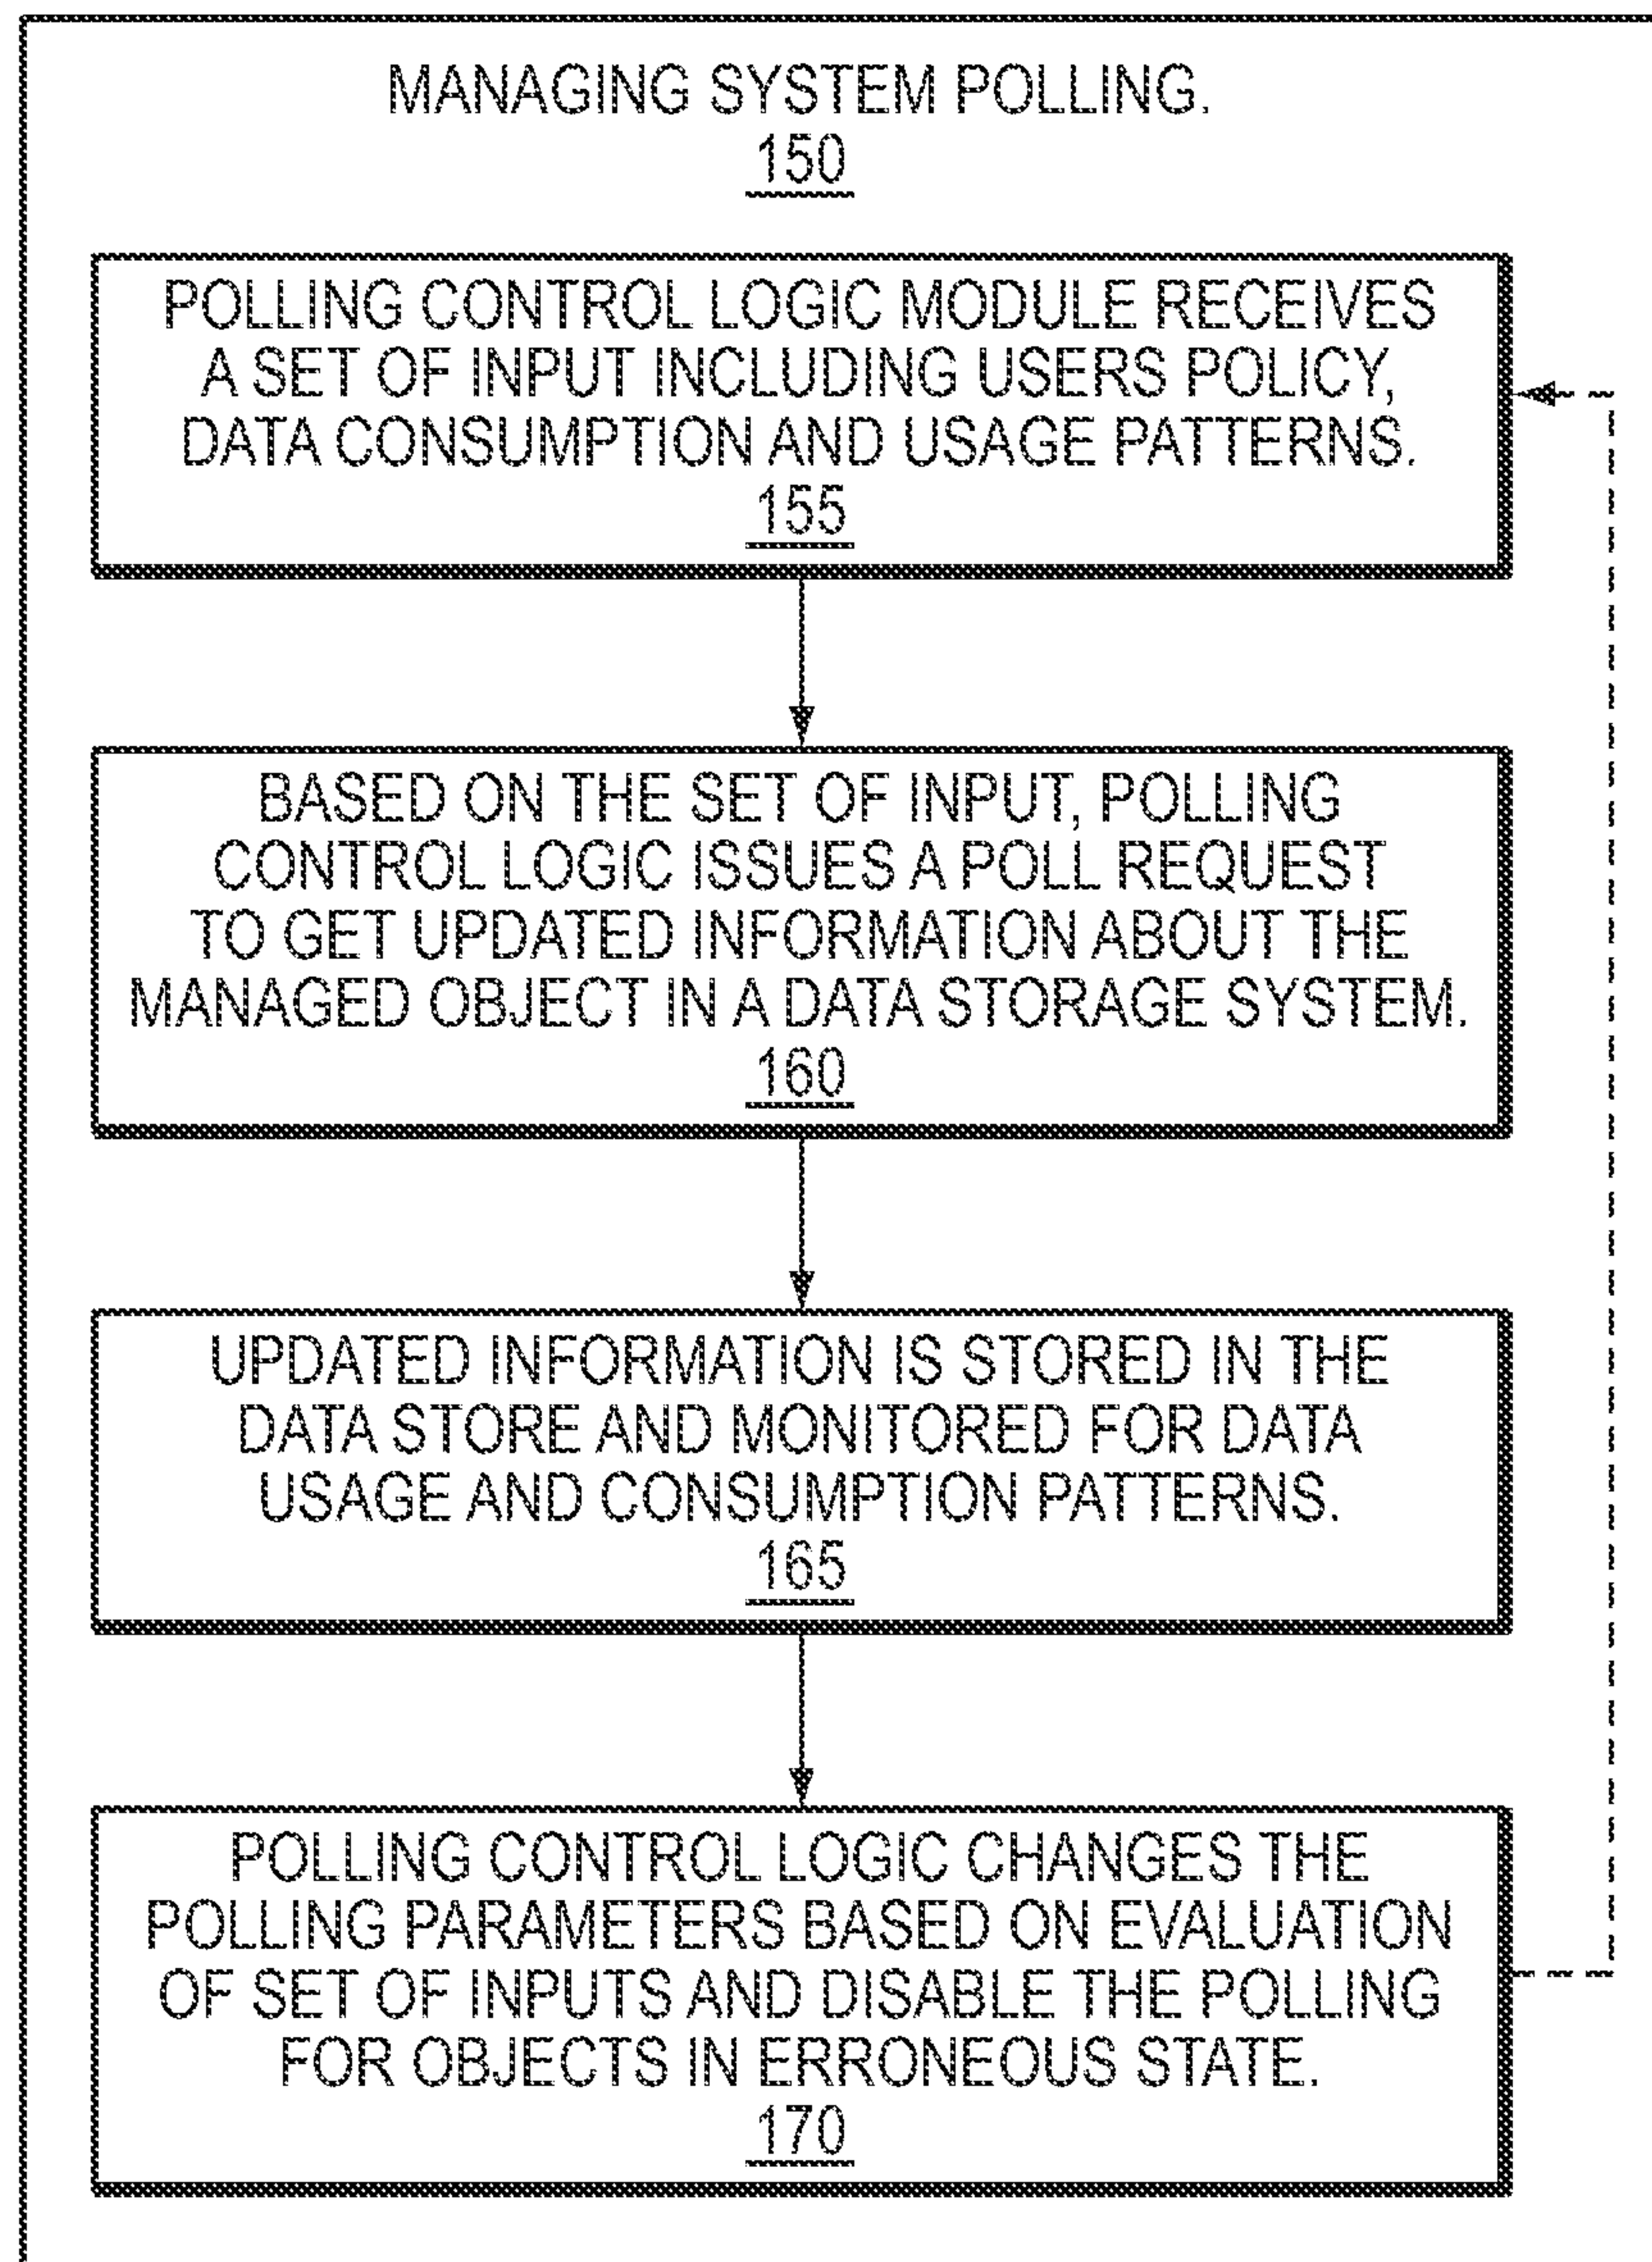 MANAGING SYSTEM POLLING.
150
POLLING CONTROL LOGIC MODULE RECEIVES
A SET OF INPUT INCLUDING USERS POLICY,
DATA CONSUMPTION AND USAGE PATTERNS.
155
BASED ON THE SET OF INPUT, POLLING
CONTROL LOGIC ISSUES A POLL REQUEST
TO GET UPDATED INFORMATION ABOUT THE
MANAGED OBJECT IN A DATA STORAGE SYSTEM.
160
UPDATED INFORMATION IS STORED IN THE
DATA STORE AND MONITORED FOR DATA
USAGE AND CONSUMPTION PATTERNS.
165
POLLING CONTROL LOGIC CHANGES THE
POLLING PARAMETERS BASED ON EVALUATION
OF SET OF INPUTS AND DISABLE THE POLLING
FOR OBJECTS IN ERRONEOUS STATE.
170